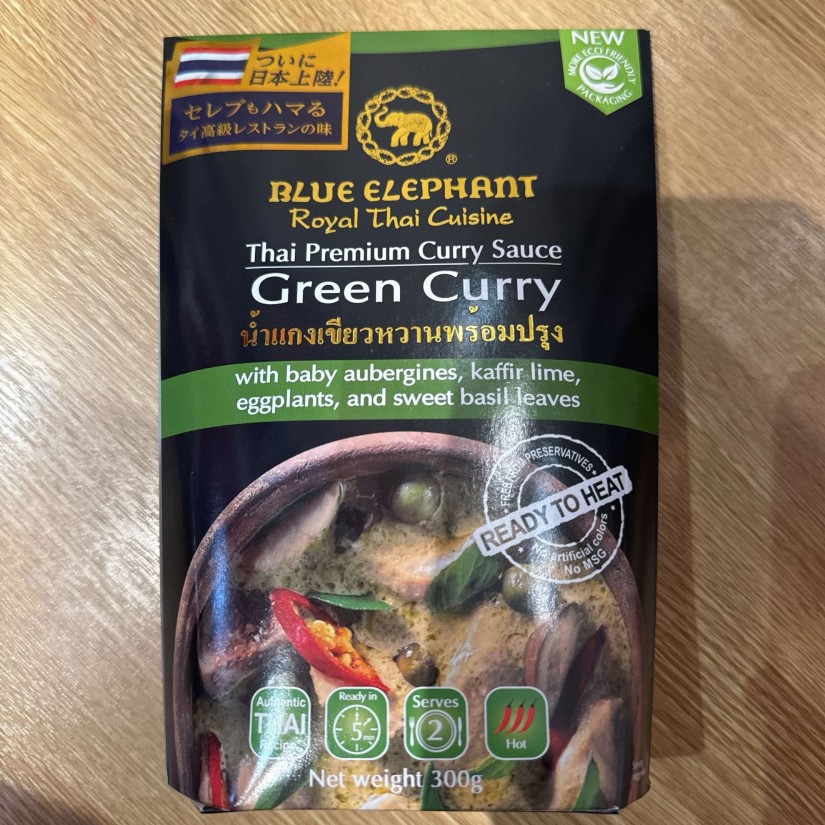 ついに
日本上陸!
セレブもハマる
タイ高級レストランの味
NEW
MORE ECO FRIENDLY
PACKAGING
®
BLUE ELEPHANT
Royal Thai Cuisine
Thai Premium Curry Sauce
Green Curry
น้ำแกงเขียวหวานพร้อมปรุง
with baby aubergines, kaffir lime,
eggplants, and sweet basil leaves
FREE FROM PRESERVATIVES
READY TO HEAT
No artificial colors
No MSG
Authentic
THAI
Recipe
Ready in
5 min
Serves
2
Hot
Net weight 300g